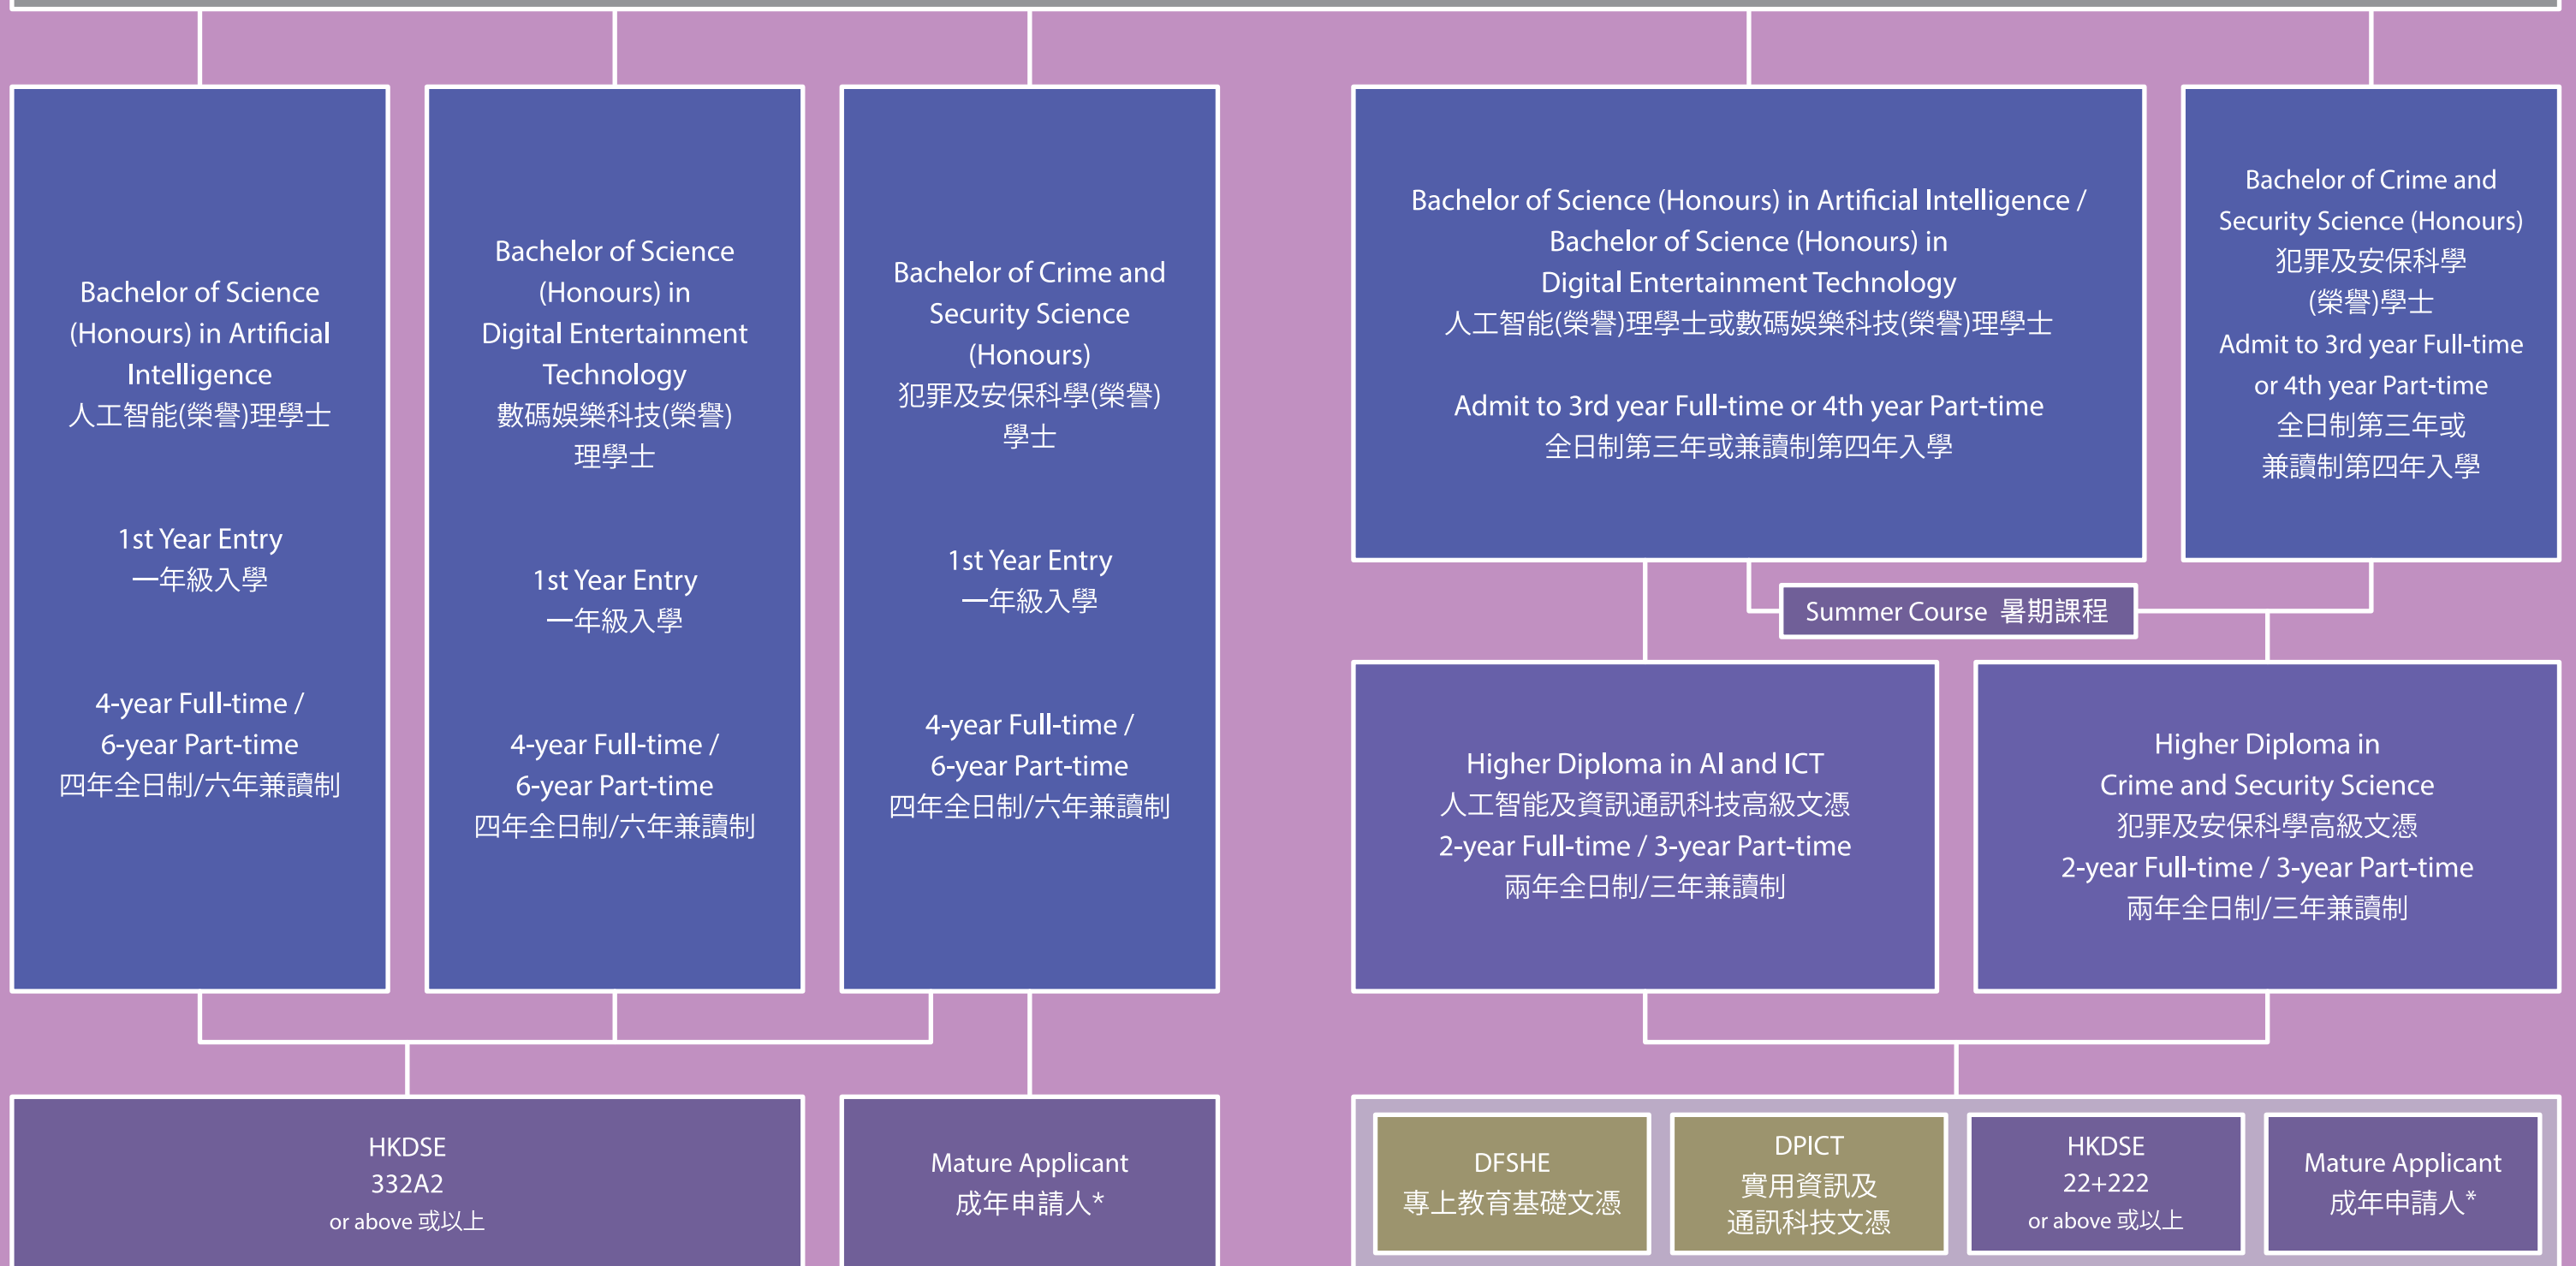 Bachelor of Science
(Honours) in Artificial
Intelligence
人工智能(榮譽)理學士
1st Year Entry
一年級入學
4-year Full-time /
6-year Part-time
四年全日制/六年兼讀制
Bachelor of Science
(Honours) in
Digital Entertainment
Technology
數碼娛樂科技(榮譽)
理學士
1st Year Entry
一年級入學
4-year Full-time /
6-year Part-time
四年全日制/六年兼讀制
Bachelor of Crime and
Security Science
(Honours)
犯罪及安保科學(榮譽)
學士
1st Year Entry
一年級入學
4-year Full-time /
6-year Part-time
四年全日制/六年兼讀制
Bachelor of Science (Honours) in Artificial Intelligence /
Bachelor of Science (Honours) in
Digital Entertainment Technology
人工智能(榮譽)理學士或數碼娛樂科技(榮譽)理學士
Admit to 3rd year Full-time or 4th year Part-time
全日制第三年或兼讀制第四年入學
Bachelor of Crime and
Security Science (Honours)
犯罪及安保科學
(榮譽)學士
Admit to 3rd year Full-time
or 4th year Part-time
全日制第三年或
兼讀制第四年入學
Summer Course 暑期課程
Higher Diploma in AI and ICT
人工智能及資訊通訊科技高級文憑
2-year Full-time / 3-year Part-time
兩年全日制/三年兼讀制
Higher Diploma in
Crime and Security Science
犯罪及安保科學高級文憑
2-year Full-time / 3-year Part-time
兩年全日制/三年兼讀制
HKDSE
332A2
or above 或以上
Mature Applicant
成年申請人*
DFSHE
專上教育基礎文憑
DPICT
實用資訊及
通訊科技文憑
HKDSE
22+222
or above 或以上
Mature Applicant
成年申請人*